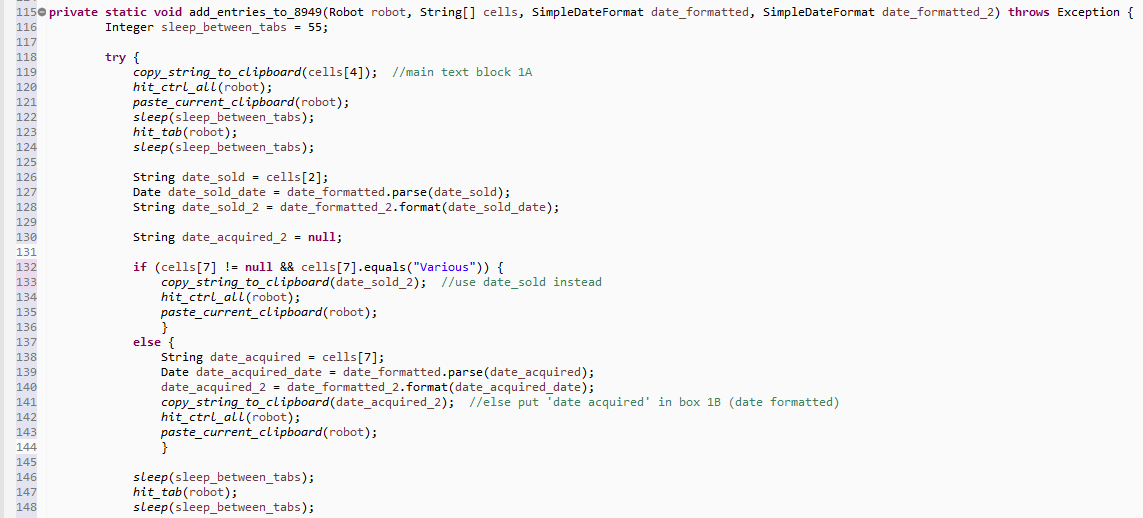 115 private static void add_entries_to_8949(Robot robot, String[] cells, SimpleDateFormat date_formatted, SimpleDateFormat date_formatted_2) throws Exception {
116 Integer sleep_between_tabs = 55;
117
118 try {
119 copy_string_to_clipboard(cells[4]); //main text block 1A
120 hit_ctrl_all(robot);
121 paste_current_clipboard(robot);
122 sleep(sleep_between_tabs);
123 hit_tab(robot);
124 sleep(sleep_between_tabs);
125
126 String date_sold = cells[2];
127 Date date_sold_date = date_formatted.parse(date_sold);
128 String date_sold_2 = date_formatted_2.format(date_sold_date);
129
130 String date_acquired_2 = null;
131
132 if (cells[7] != null && cells[7].equals("Various")) {
133 copy_string_to_clipboard(date_sold_2); //use date_sold instead
134 hit_ctrl_all(robot);
135 paste_current_clipboard(robot);
136 }
137 else {
138 String date_acquired = cells[7];
139 Date date_acquired_date = date_formatted.parse(date_acquired);
140 date_acquired_2 = date_formatted_2.format(date_acquired_date);
141 copy_string_to_clipboard(date_acquired_2); //else put 'date acquired' in box 1B (date formatted)
142 hit_ctrl_all(robot);
143 paste_current_clipboard(robot);
144 }
145
146 sleep(sleep_between_tabs);
147 hit_tab(robot);
148 sleep(sleep_between_tabs);